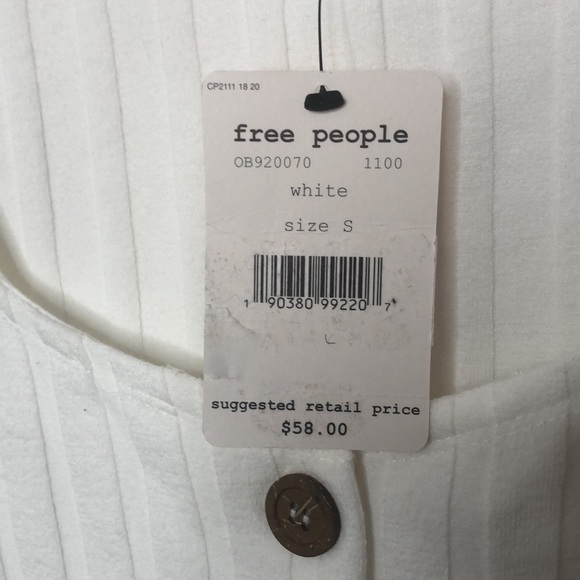 CP2111 18 20
free people
OB920070 1100
white
size S
1 90380 99220 7
suggested retail price
$58.00